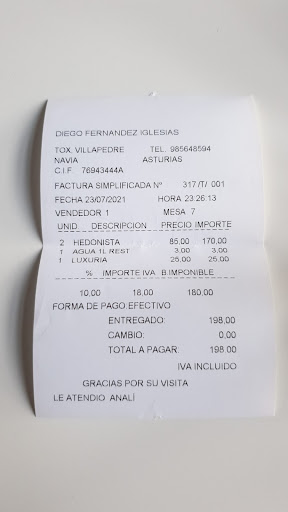 DIEGO FERNANDEZ IGLESIAS
TOX. VILLAPEDRE TEL. 985648594
NAVIA ASTURIAS
C.I.F. 76943444A
FACTURA SIMPLIFICADA Nº 317 /T/ 001
FECHA 23/07/2021 HORA 23:26:13
VENDEDOR 1 MESA 7
UNID DESCRIPCION PRECIO IMPORTE
2 HEDONISTA 85,00 170,00
1 AGUA 1L REST 3,00 3,00
1 LUXURIA 25,00 25,00
% IMPORTE IVA B.IMPONIBLE
10,00 18,00 180,00
FORMA DE PAGO:EFECTIVO
ENTREGADO: 198,00
CAMBIO: 0,00
TOTAL A PAGAR: 198,00
IVA INCLUIDO
GRACIAS POR SU VISITA
LE ATENDIO ANALÍ